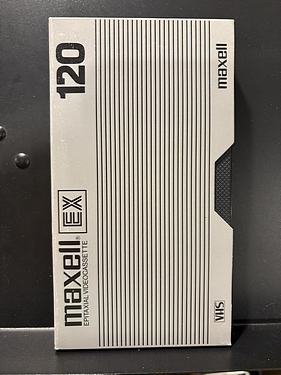 maxell® EX 120
EPITAXIAL VIDEOCASSETTE
VHS
maxell